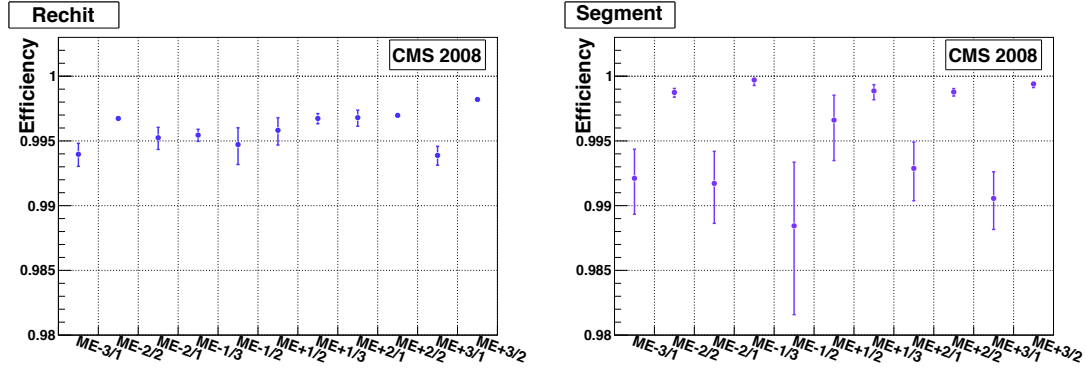 Rechit
CMS 2008
Efficiency
1
0.995
0.99
0.985
0.98
ME-3/1 ME-2/2 ME-2/1 ME-1/3 ME-1/2 ME+1/2 ME+1/3 ME+2/1 ME+2/2 ME+3/1 ME+3/2
Segment
CMS 2008
Efficiency
1
0.995
0.99
0.985
0.98
ME-3/1 ME-2/2 ME-2/1 ME-1/3 ME-1/2 ME+1/2 ME+1/3 ME+2/1 ME+2/2 ME+3/1 ME+3/2